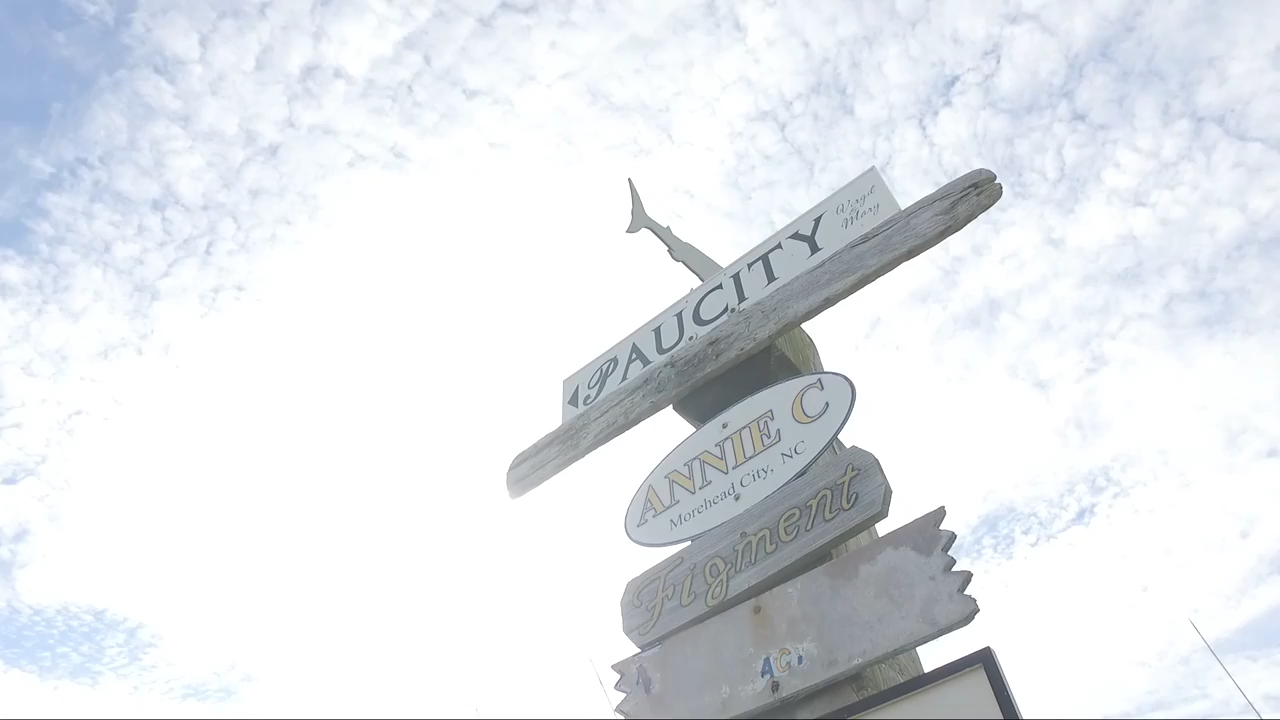 PAUCITY
Virgil
&
Mary
ANNIE C
Morehead City, NC
Figment